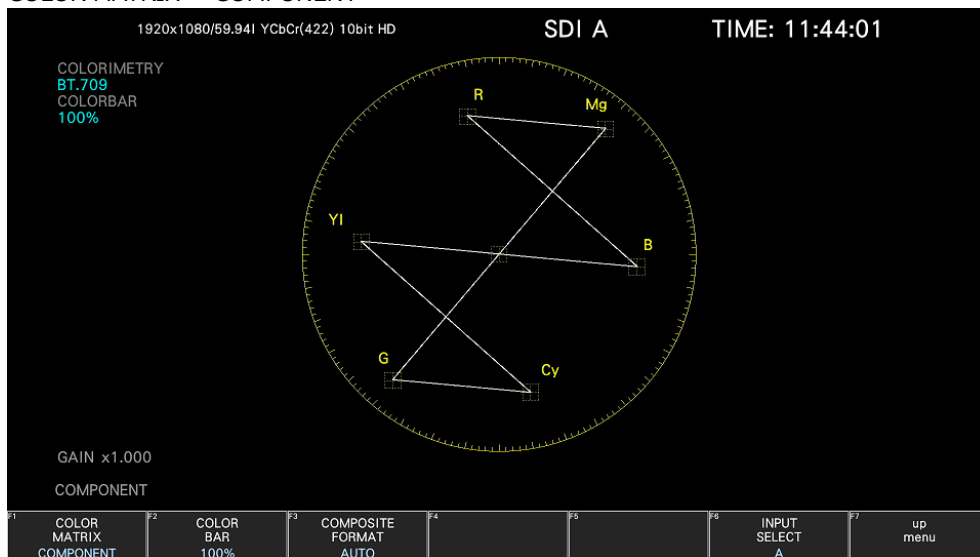 1920x1080/59.94I YCbCr(422) 10bit HD
SDI A
TIME: 11:44:01
COLORIMETRY
BT.709
COLORBAR
100%
R
Mg
Yl
B
G
Cy
GAIN x1.000
COMPONENT
F1 COLOR MATRIX
COMPONENT
F2 COLOR BAR
100%
F3 COMPOSITE FORMAT
AUTO
F4
F5
F6 INPUT SELECT
A
F7 up menu